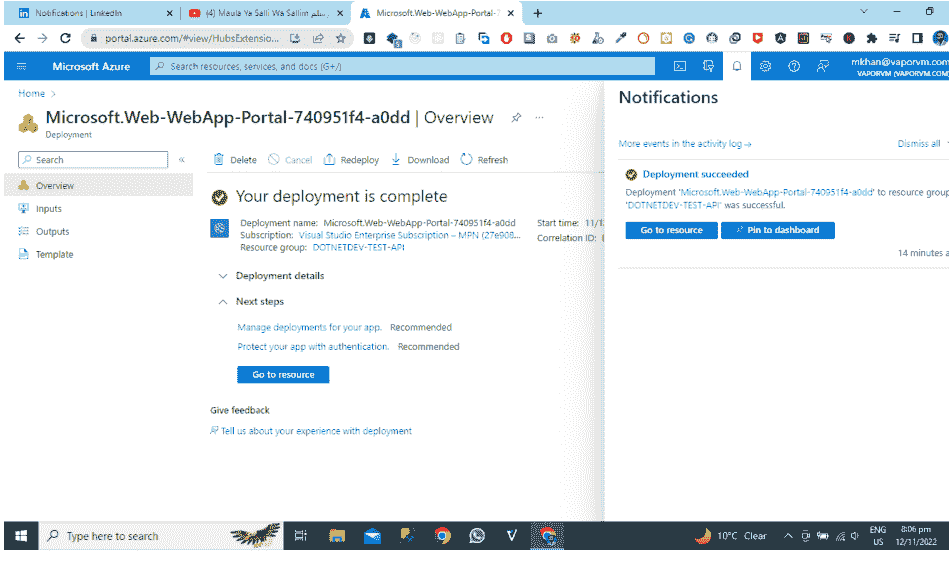 Notifications | LinkedIn
(4) Maula Ya Salli Wa Sallim
Microsoft.Web-WebApp-Portal-7
portal.azure.com/#view/HubsExtensio...
Microsoft Azure
Search resources, services, and docs (G+/)
mkhan@vaporvm.com
VAPORVM (VAPORVM.COM)
Home >
Microsoft.Web-WebApp-Portal-740951f4-a0dd | Overview
Deployment
Search
Overview
Inputs
Outputs
Template
Delete Cancel Redeploy Download Refresh
Your deployment is complete
Deployment name: Microsoft.Web-WebApp-Portal-740951f4-a0dd
Subscription: Visual Studio Enterprise Subscription – MPN (27e908...
Resource group: DOTNETDEV-TEST-API
Start time: 11/1
Correlation ID:
Deployment details
Next steps
Manage deployments for your app. Recommended
Protect your app with authentication. Recommended
Go to resource
Give feedback
Tell us about your experience with deployment
Notifications
More events in the activity log →
Dismiss all
Deployment succeeded
Deployment 'Microsoft.Web-WebApp-Portal-740951f4-a0dd' to resource group
'DOTNETDEV-TEST-API' was successful.
Go to resource
Pin to dashboard
14 minutes a
Type here to search
10°C Clear
ENG
US
8:06 pm
12/11/2022